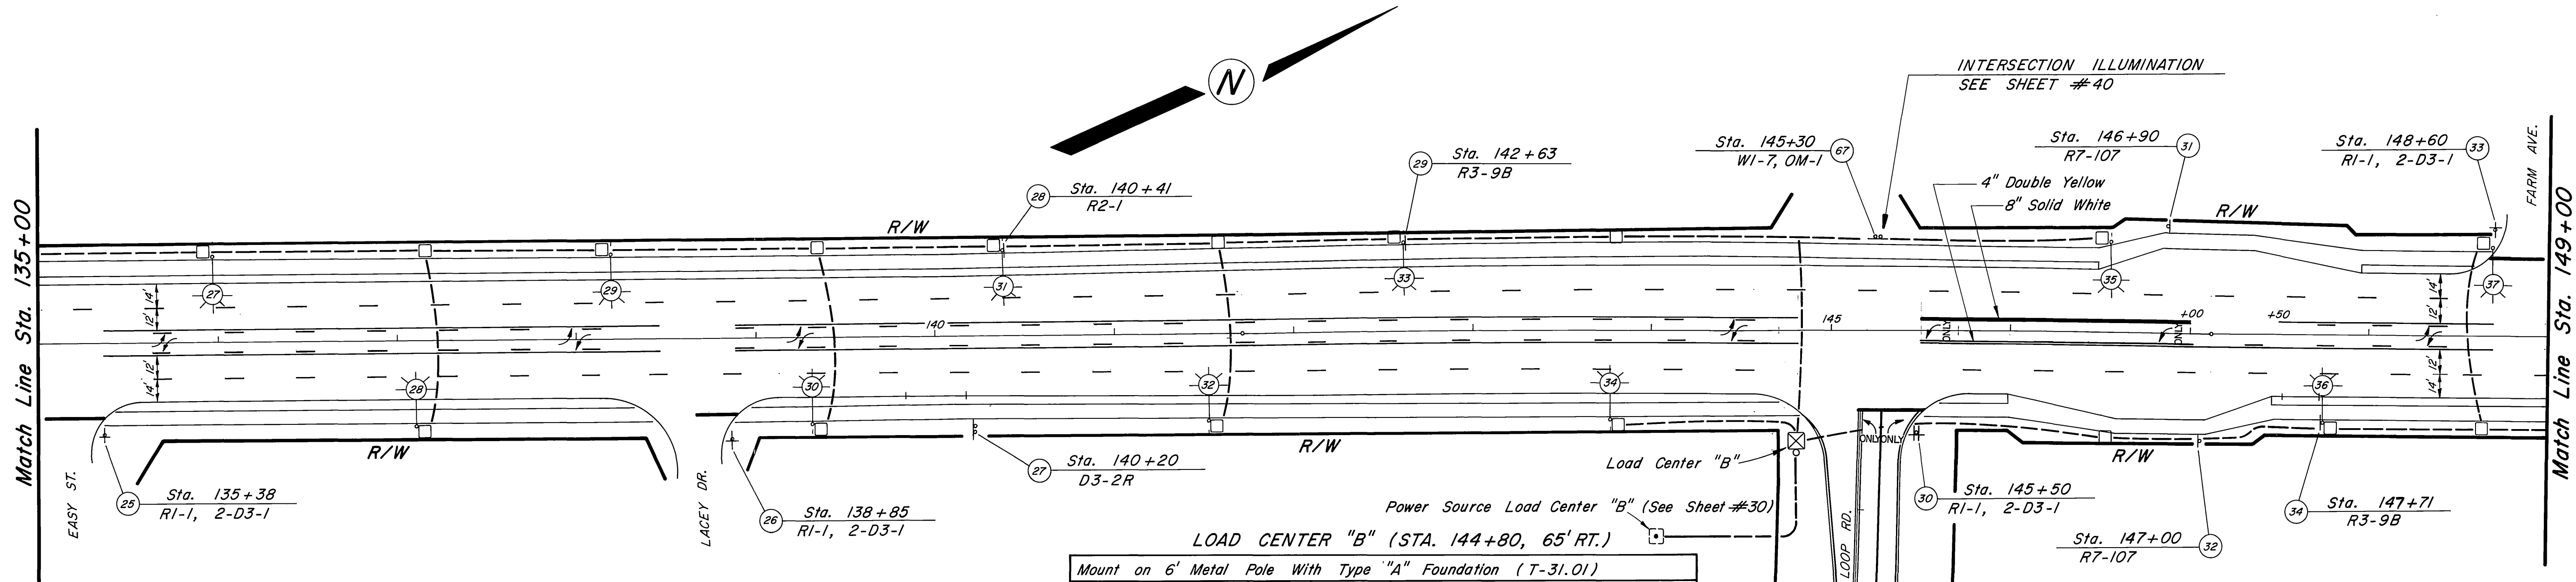 N
INTERSECTION ILLUMINATION
SEE SHEET #40
Match Line Sta. 135+00
28 Sta. 140+41
R2-1
29 Sta. 142+63
R3-9B
Sta. 145+30 67
W1-7, OM-1
Sta. 146+90 31
R7-107
Sta. 148+60 33
R1-1, 2-D3-1
FARM AVE.
Match Line Sta. 149+00
4" Double Yellow
8" Solid White
R/W
R/W
27
29
31
33
35
37
14'
12'
12'
14'
140
145
+00
+50
ONLY
ONLY
14'
12'
12'
14'
28
30
32
34
36
R/W
R/W
R/W
ONLY ONLY
EASY ST.
25 Sta. 135+38
R1-1, 2-D3-1
LACEY DR.
26 Sta. 138+85
R1-1, 2-D3-1
27 Sta. 140+20
D3-2R
Load Center "B"
Power Source Load Center "B" (See Sheet #30)
LOOP RD.
30 Sta. 145+50
R1-1, 2-D3-1
Sta. 147+00 32
R7-107
34 Sta. 147+71
R3-9B
LOAD CENTER "B" (STA. 144+80, 65' RT.)
Mount on 6' Metal Pole With Type "A" Foundation (T-31.01)